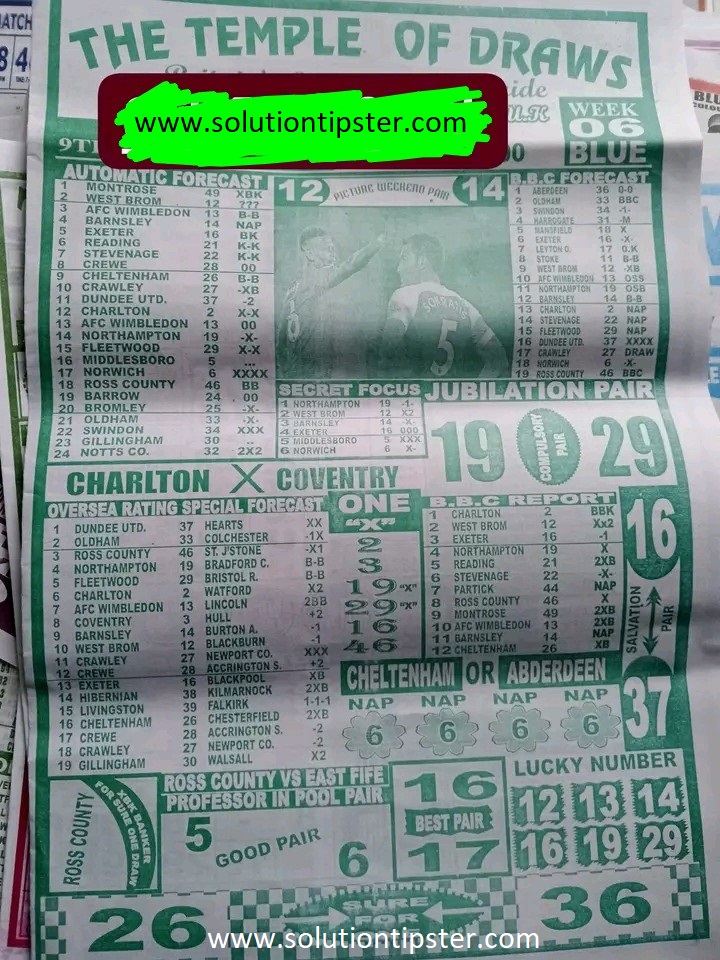 THE TEMPLE OF DRAWS
www.solutiontipster.com
WEEK
06
BLUE
AUTOMATIC FORECAST
1 MONTROSE 49 XBK
2 WEST BROM 12 ???
3 AFC WIMBLEDON 13 B-B
4 BARNSLEY 14 NAP
5 EXETER 16 BK
6 READING 21 K-K
7 STEVENAGE 22 K-K
8 CREWE 28 00
9 CHELTENHAM 26 B-B
10 CRAWLEY 27 -XB
11 DUNDEE UTD. 37 -2
12 CHARLTON 2 X-X
13 AFC WIMBLEDON 13 00
14 NORTHAMPTON 19 -X-
15 FLEETWOOD 29 X-X
16 MIDDLESBORO 5 ...
17 NORWICH 6 XXXX
18 ROSS COUNTY 46 BB
19 BARROW 24 00
20 BROMLEY 25 -X-
21 OLDHAM 33 -X-
22 SWINDON 34 XXX
23 GILLINGHAM 30 ..
24 NOTTS CO. 32 2X2
12 PICTURE WEEKEND PAIR 14
SOKRATIS
5
B.B.C FORECAST
1 ABERDEEN 36 0-0
2 OLDHAM 33 BBC
3 SWINDON 34 -1-
4 HARROGATE 31 -M
5 MANSFIELD 18 X
6 EXETER 16 -X-
7 LEYTON O. 17 O.K
8 STOKE 11 B-B
9 WEST BROM 12 -XB
10 AFC WIMBLEDON 13 OSS
11 NORTHAMPTON 19 OSB
12 BARNSLEY 14 B-B
13 CHARLTON 2 NAP
14 STEVENAGE 22 NAP
15 FLEETWOOD 29 NAP
16 DUNDEE UTD. 37 XXXX
17 CRAWLEY 27 DRAW
18 NORWICH 6 -X-
19 ROSS COUNTY 46 BBC
SECRET FOCUS
1 NORTHAMPTON 19 -1-
2 WEST BROM 12 X2
3 BARNSLEY 14 -X-
4 EXETER 16 000
5 MIDDLESBORO 5 XXX
6 NORWICH 6 X-
JUBILATION PAIR
19 COMPULSORY PAIR 29
CHARLTON X COVENTRY
OVERSEA RATING SPECIAL FORECAST
1 DUNDEE UTD. 37 HEARTS XX
2 OLDHAM 33 COLCHESTER -1X
3 ROSS COUNTY 46 ST. J'STONE -X1
4 NORTHAMPTON 19 BRADFORD C. B-B
5 FLEETWOOD 29 BRISTOL R. B-B
6 CHARLTON 2 WATFORD X2
7 AFC WIMBLEDON 13 LINCOLN 2BB
8 COVENTRY 3 HULL +2
9 BARNSLEY 14 BURTON A. -1
10 WEST BROM 12 BLACKBURN -1
11 CRAWLEY 27 NEWPORT CO. XXX
12 CREWE 28 ACCRINGTON S. +2
13 EXETER 16 BLACKPOOL XB
14 HIBERNIAN 38 KILMARNOCK 2XB
15 LIVINGSTON 39 FALKIRK 1-1-1
16 CHELTENHAM 26 CHESTERFIELD 2XB
17 CREWE 28 ACCRINGTON S. -2
18 CRAWLEY 27 NEWPORT CO. -2
19 GILLINGHAM 30 WALSALL X2
ONE
"X"
2
3
19 "X"
29 "X"
16
46
B.B.C REPORT
1 CHARLTON 2 BBK
2 WEST BROM 12 Xx2
3 EXETER 16 -1
4 NORTHAMPTON 19 X
5 READING 21 2XB
6 STEVENAGE 22 -X-
7 PARTICK 44 NAP
8 ROSS COUNTY 46 X
9 MONTROSE 49 2XB
10 AFC WIMBLEDON 13 2XB
11 BARNSLEY 14 NAP
12 CHELTENHAM 26 XB
16
SALVATION PAIR
37
CHELTENHAM OR ABDERDEEN
NAP NAP NAP NAP
6 6 6 6
ROSS COUNTY
XBK BANKER
FOR SURE ONE DRAW
ROSS COUNTY VS EAST FIFE
PROFESSOR IN POOL PAIR
5 GOOD PAIR 6
16
BEST PAIR
17
LUCKY NUMBER
12 13 14
16 19 29
26 SURE FOR 36
www.solutiontipster.com